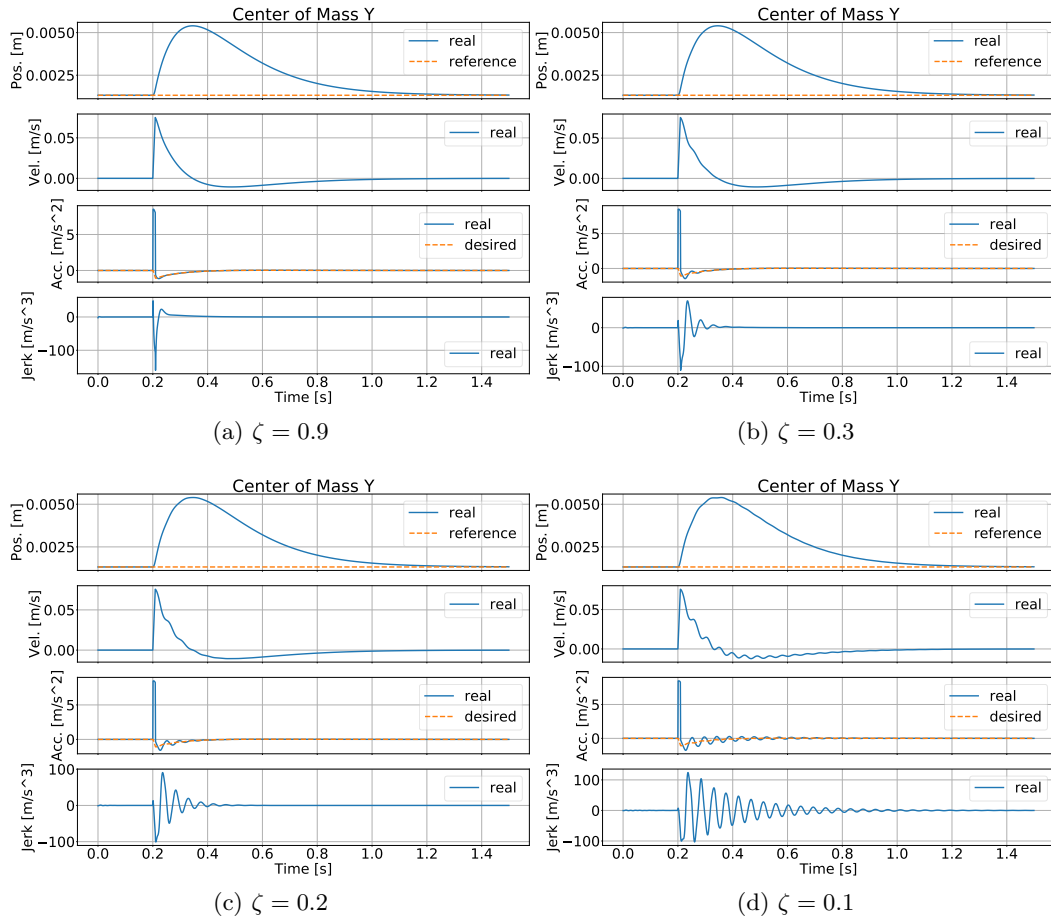 Center of Mass Y
Pos. [m]
0.0050
0.0025
real
reference
Vel. [m/s]
0.05
0.00
real
Acc. [m/s^2]
5
0
real
desired
Jerk [m/s^3]
0
−100
real
0.0 0.2 0.4 0.6 0.8 1.0 1.2 1.4
Time [s]
(a) ζ = 0.9
Center of Mass Y
Pos. [m]
0.0050
0.0025
real
reference
Vel. [m/s]
0.05
0.00
real
Acc. [m/s^2]
5
0
real
desired
Jerk [m/s^3]
0
−100
real
0.0 0.2 0.4 0.6 0.8 1.0 1.2 1.4
Time [s]
(b) ζ = 0.3
Center of Mass Y
Pos. [m]
0.0050
0.0025
real
reference
Vel. [m/s]
0.05
0.00
real
Acc. [m/s^2]
5
0
real
desired
Jerk [m/s^3]
100
0
−100
real
0.0 0.2 0.4 0.6 0.8 1.0 1.2 1.4
Time [s]
(c) ζ = 0.2
Center of Mass Y
Pos. [m]
0.0050
0.0025
real
reference
Vel. [m/s]
0.05
0.00
real
Acc. [m/s^2]
5
0
real
desired
Jerk [m/s^3]
100
0
−100
real
0.0 0.2 0.4 0.6 0.8 1.0 1.2 1.4
Time [s]
(d) ζ = 0.1